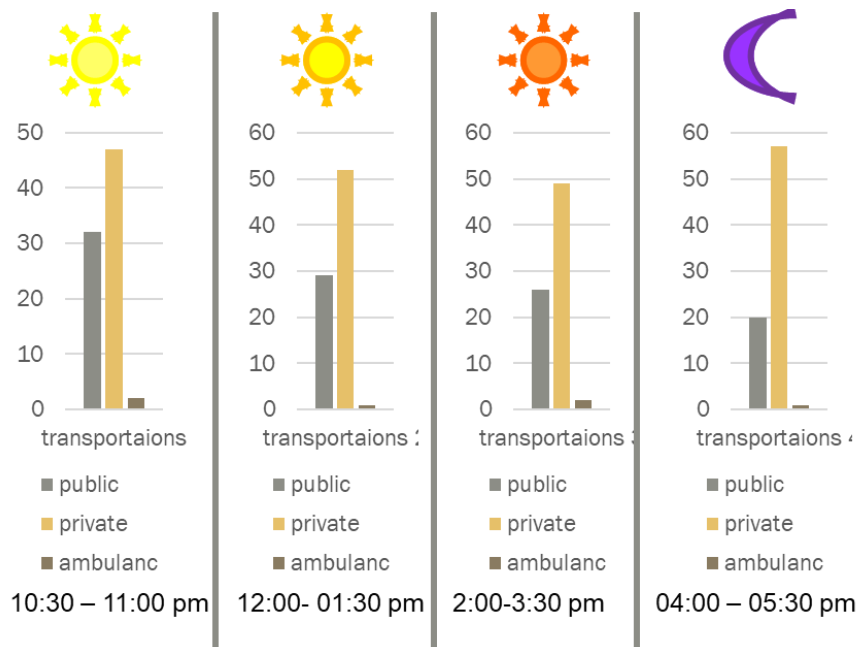 50
40
30
20
10
0
transportaions
public
private
ambulanc
10:30 – 11:00 pm
60
50
40
30
20
10
0
transportaions 2
public
private
ambulanc
12:00- 01:30 pm
60
50
40
30
20
10
0
transportaions 3
public
private
ambulanc
2:00-3:30 pm
60
50
40
30
20
10
0
transportaions 4
public
private
ambulanc
04:00 – 05:30 pm